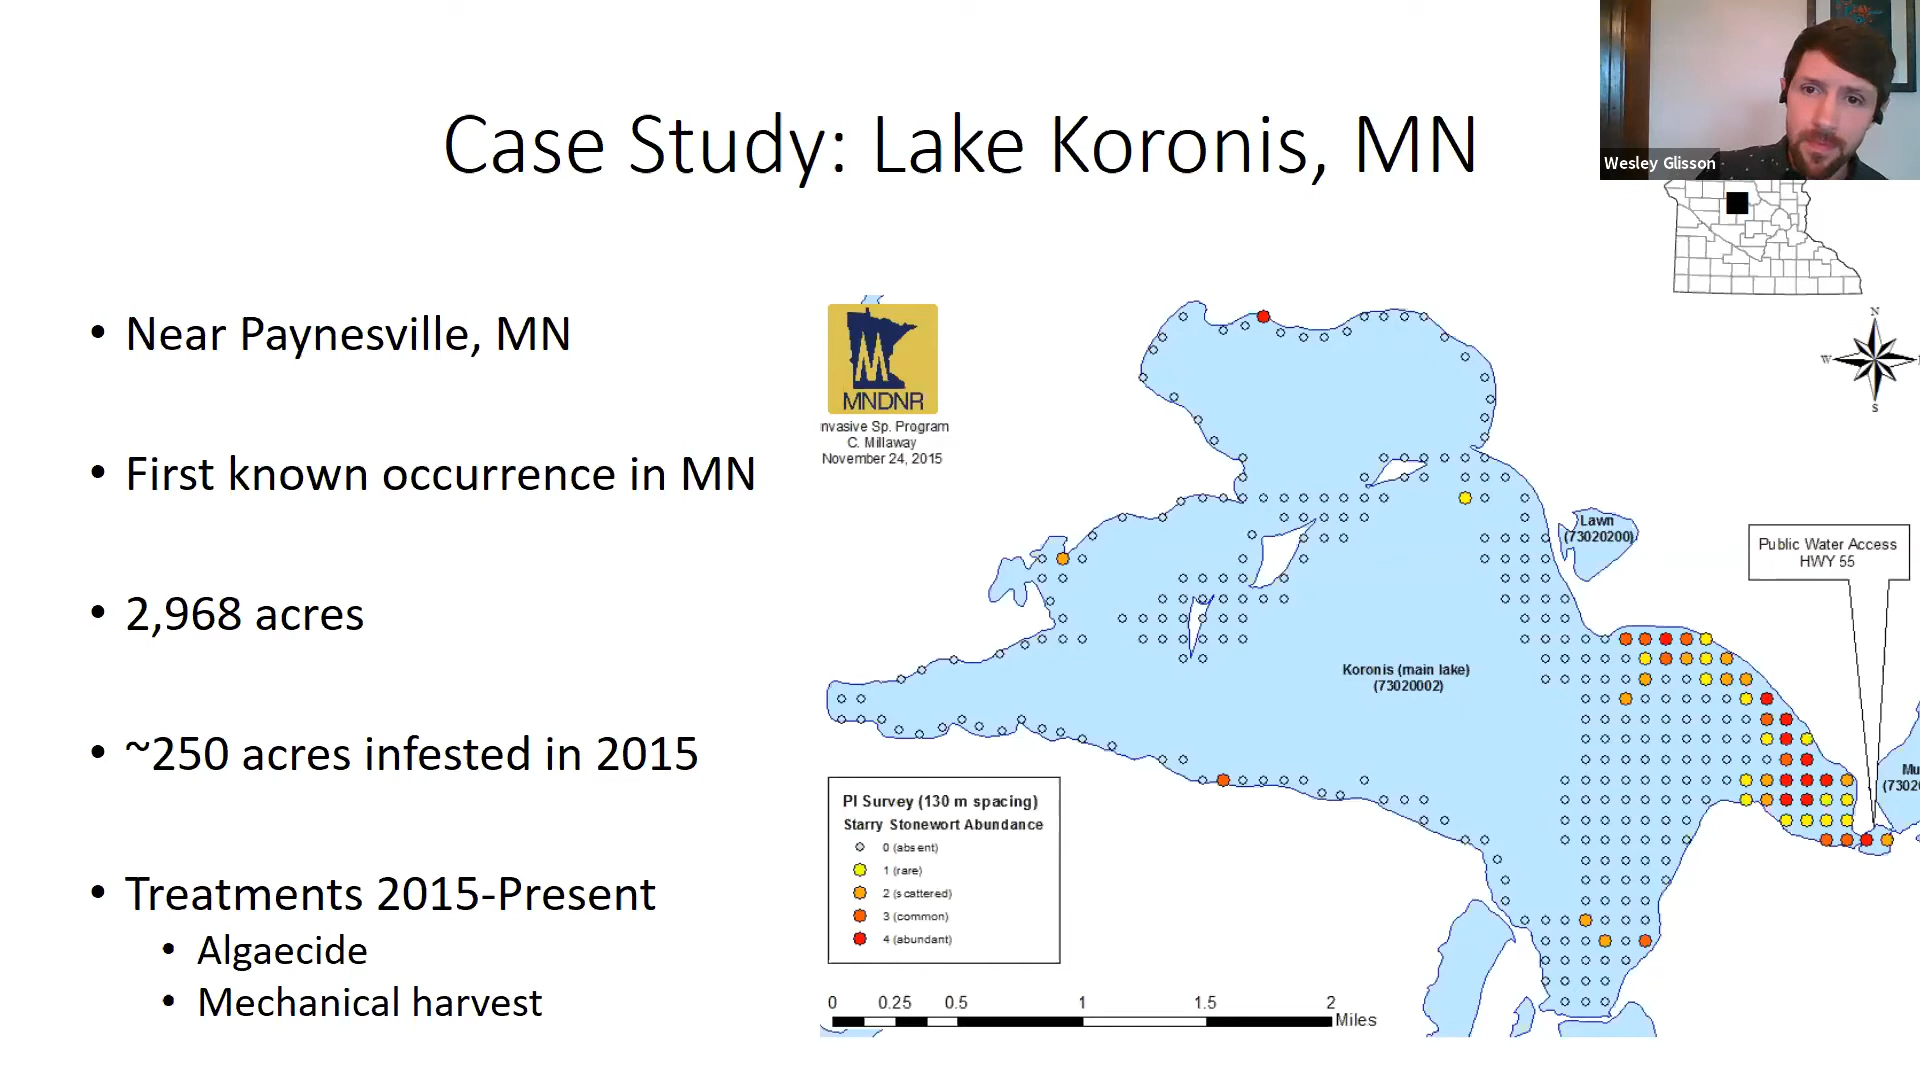 Case Study: Lake Koronis, MN
Wesley Glisson
• Near Paynesville, MN
• First known occurrence in MN
• 2,968 acres
• ~250 acres infested in 2015
• Treatments 2015-Present
• Algaecide
• Mechanical harvest
MNDNR
nvasive Sp. Program
C. Millaway
November 24, 2015
N
W
S
Lawn
(73020200)
Public Water Access
HWY 55
Koronis (main lake)
(73020002)
Mu
(7302
PI Survey (130 m spacing)
Starry Stonewort Abundance
0 (absent)
1 (rare)
2 (scattered)
3 (common)
4 (abundant)
0 0.25 0.5 1 1.5 2
Miles